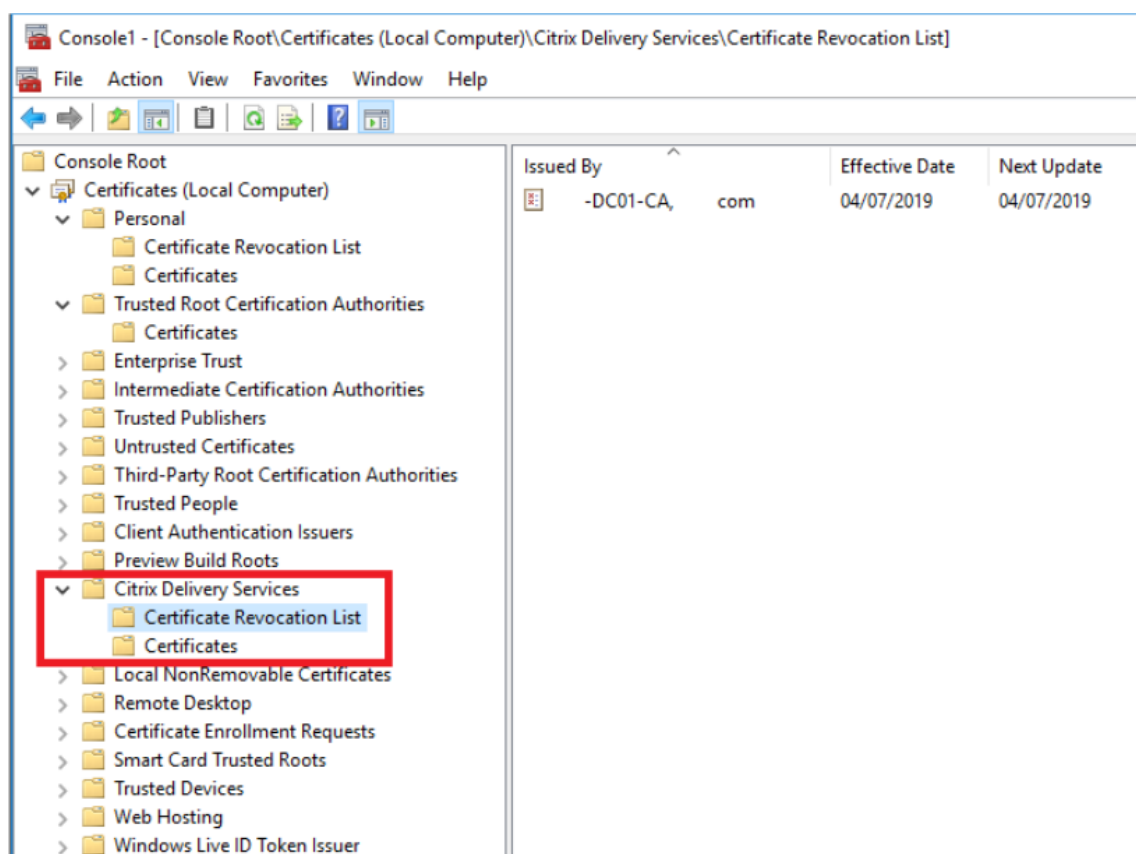 Console1 - [Console Root\Certificates (Local Computer)\Citrix Delivery Services\Certificate Revocation List]
File Action View Favorites Window Help
Console Root
Certificates (Local Computer)
Personal
Certificate Revocation List
Certificates
Trusted Root Certification Authorities
Certificates
Enterprise Trust
Intermediate Certification Authorities
Trusted Publishers
Untrusted Certificates
Third-Party Root Certification Authorities
Trusted People
Client Authentication Issuers
Preview Build Roots
Citrix Delivery Services
Certificate Revocation List
Certificates
Local NonRemovable Certificates
Remote Desktop
Certificate Enrollment Requests
Smart Card Trusted Roots
Trusted Devices
Web Hosting
Windows Live ID Token Issuer
Issued By Effective Date Next Update
-DC01-CA, com 04/07/2019 04/07/2019